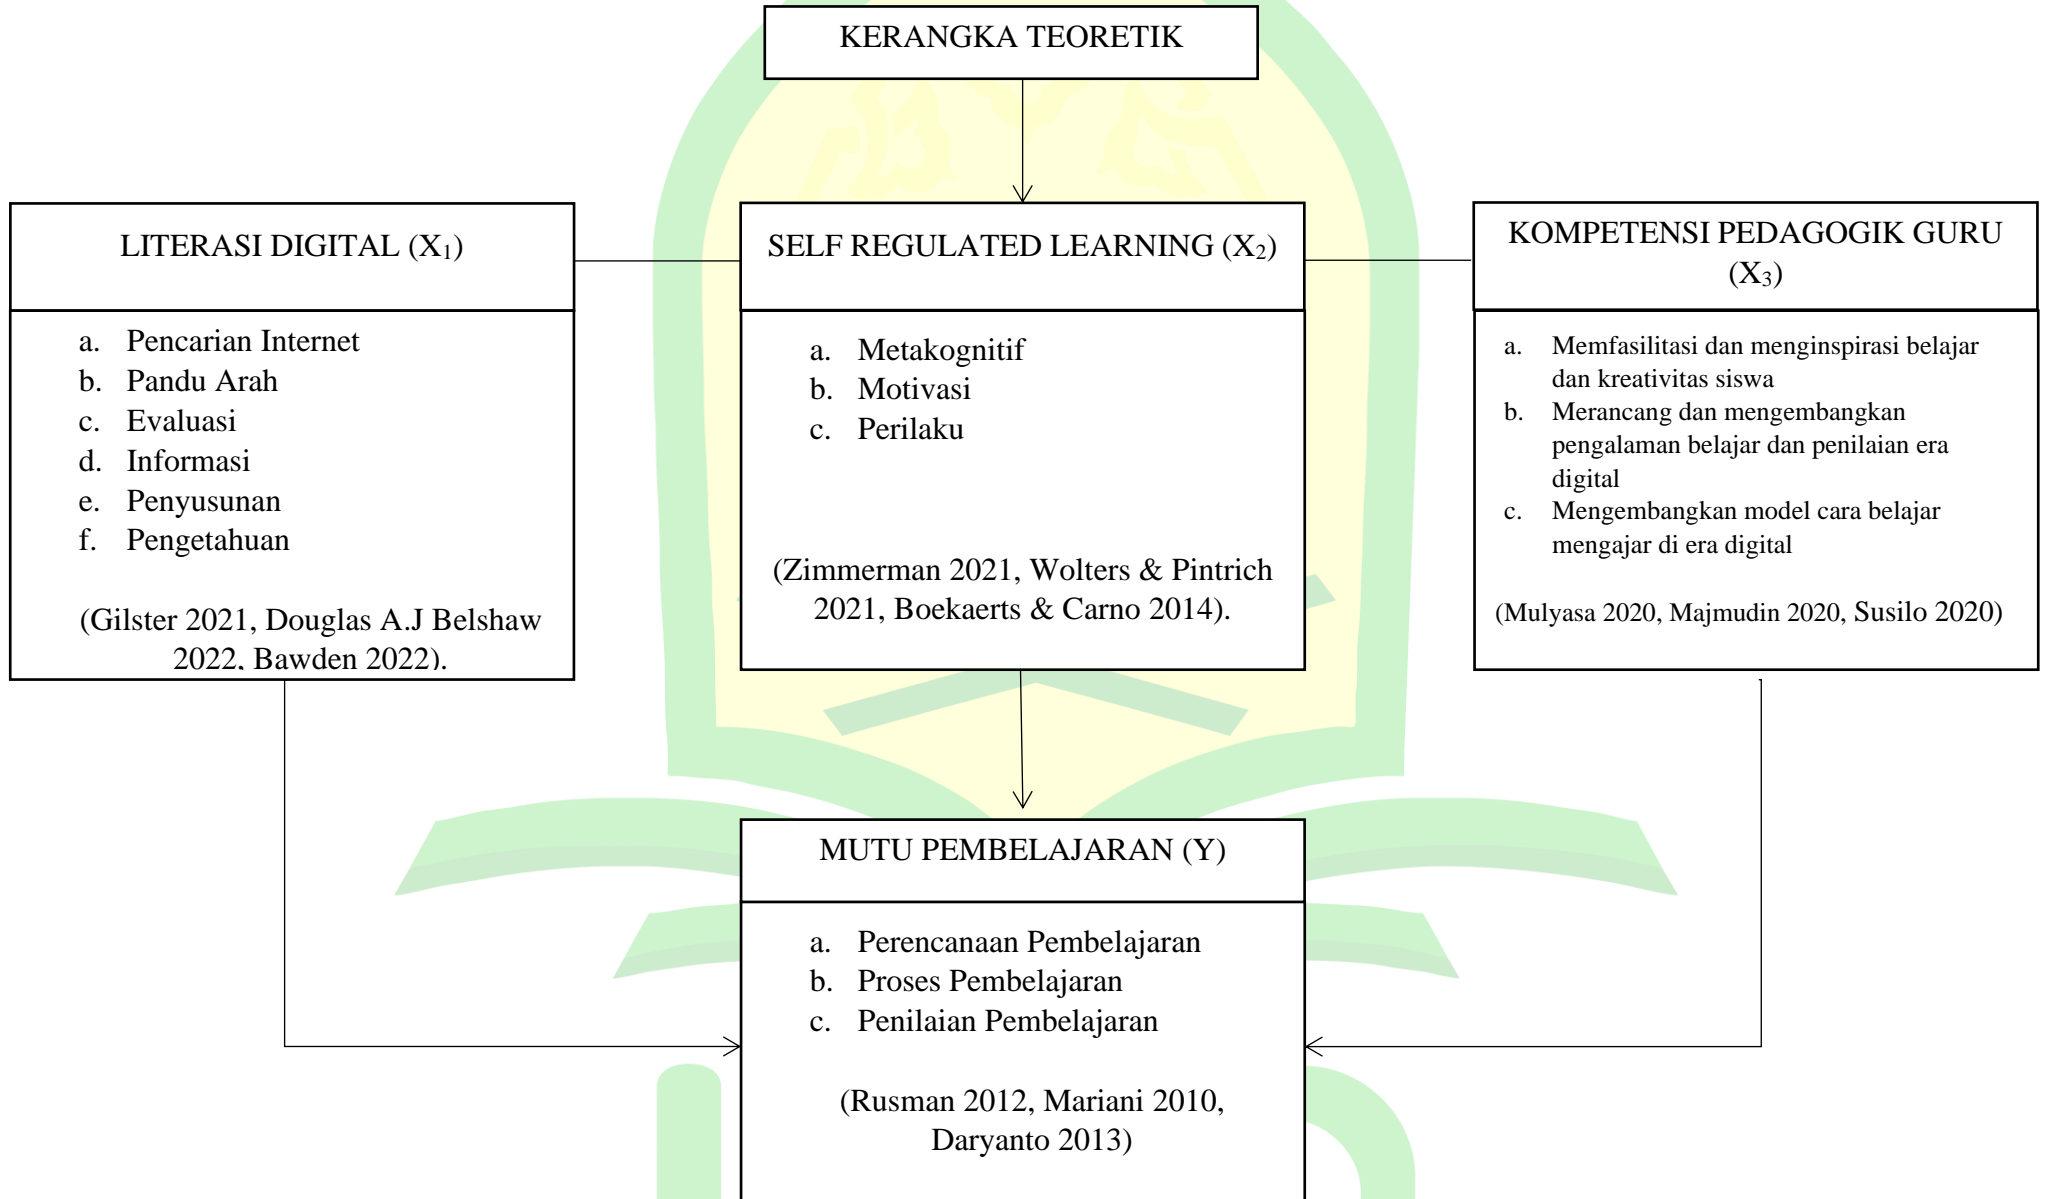 KERANGKA TEORETIK
LITERASI DIGITAL (X₁)
a. Pencarian Internet
b. Pandu Arah
c. Evaluasi
d. Informasi
e. Penyusunan
f. Pengetahuan
(Gilster 2021, Douglas A.J Belshaw
2022, Bawden 2022).
SELF REGULATED LEARNING (X₂)
a. Metakognitif
b. Motivasi
c. Perilaku
(Zimmerman 2021, Wolters & Pintrich
2021, Boekaerts & Carno 2014).
KOMPETENSI PEDAGOGIK GURU
(X₃)
a. Memfasilitasi dan menginspirasi belajar
dan kreativitas siswa
b. Merancang dan mengembangkan
pengalaman belajar dan penilaian era
digital
c. Mengembangkan model cara belajar
mengajar di era digital
(Mulyasa 2020, Majmudin 2020, Susilo 2020)
MUTU PEMBELAJARAN (Y)
a. Perencanaan Pembelajaran
b. Proses Pembelajaran
c. Penilaian Pembelajaran
(Rusman 2012, Mariani 2010,
Daryanto 2013)